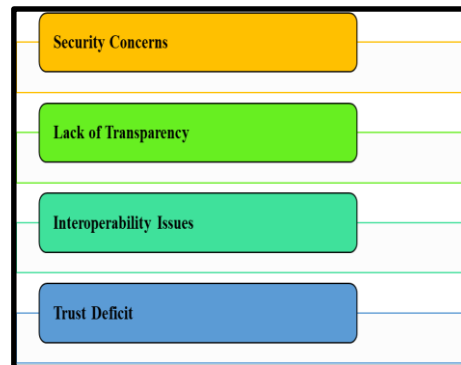 Security Concerns
Lack of Transparency
Interoperability Issues
Trust Deficit